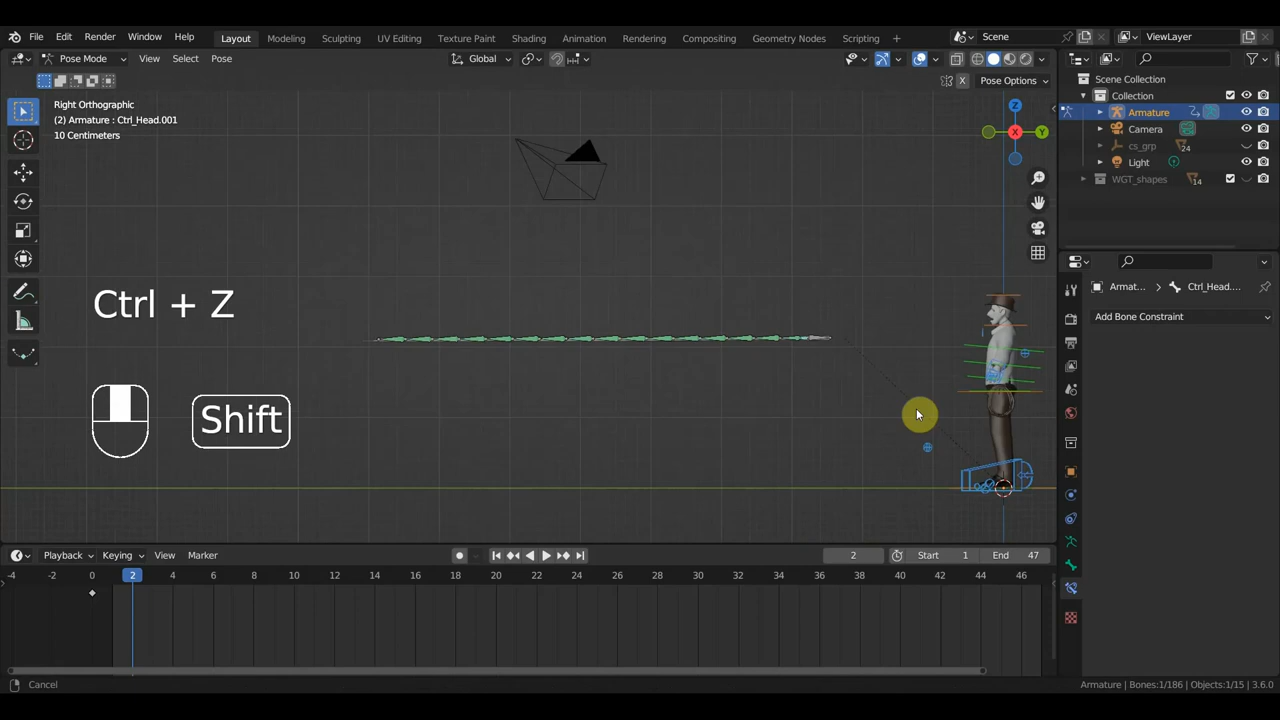 File Edit Render Window Help Layout Modeling Sculpting UV Editing Texture Paint Shading Animation Rendering Compositing Geometry Nodes Scripting + Scene ViewLayer
Pose Mode View Select Pose Global
X Pose Options
Right Orthographic
(2) Armature : Ctrl_Head.001
10 Centimeters
Z
X
Y
Scene Collection
Collection
Armature
Camera
cs_grp 24
Light
WGT_shapes 14
Armat... > Ctrl_Head....
Add Bone Constraint
Ctrl + Z
Shift
Playback Keying View Marker 2 Start 1 End 47
-4 -2 0 2 4 6 8 10 12 14 16 18 20 22 24 26 28 30 32 34 36 38 40 42 44 46
Cancel Armature | Bones:1/186 | Objects:1/15 | 3.6.0